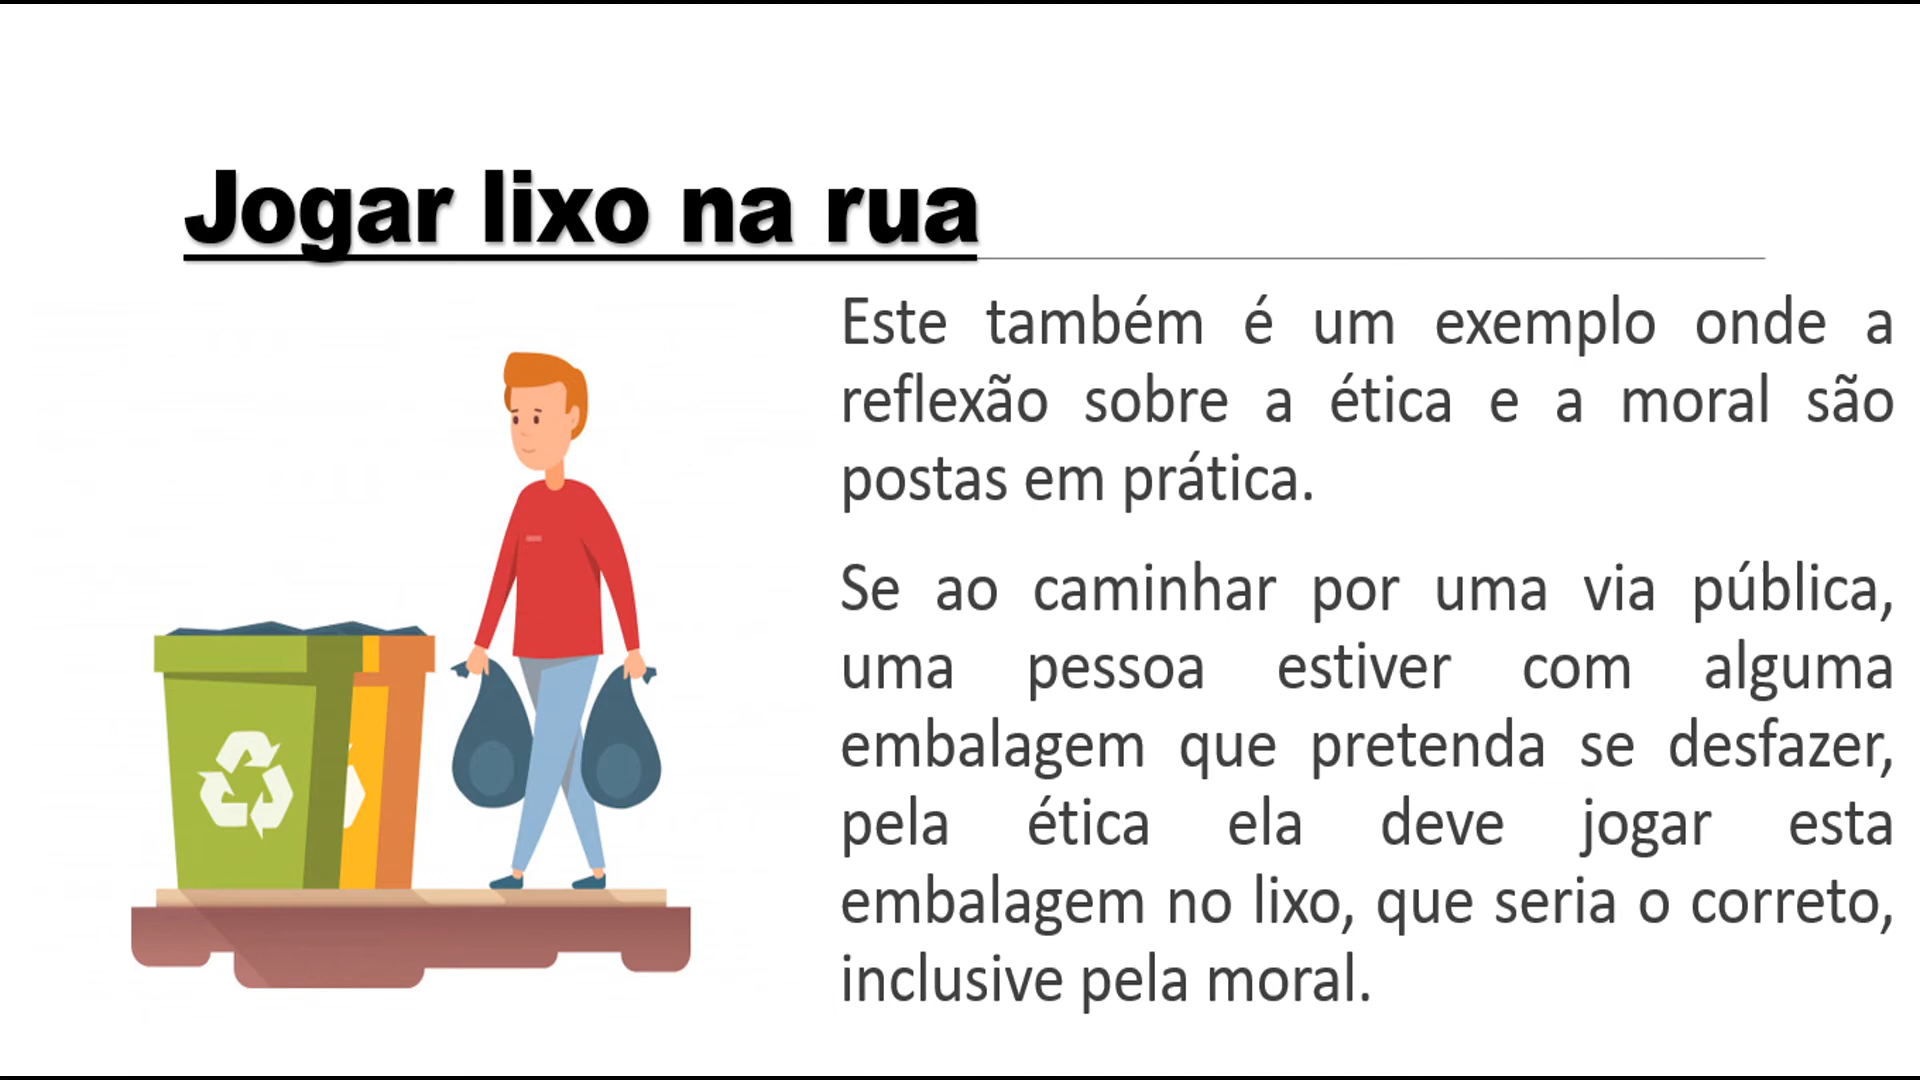 Jogar lixo na rua
Este também é um exemplo onde a
reflexão sobre a ética e a moral são
postas em prática.
Se ao caminhar por uma via pública,
uma pessoa estiver com alguma
embalagem que pretenda se desfazer,
pela ética ela deve jogar esta
embalagem no lixo, que seria o correto,
inclusive pela moral.